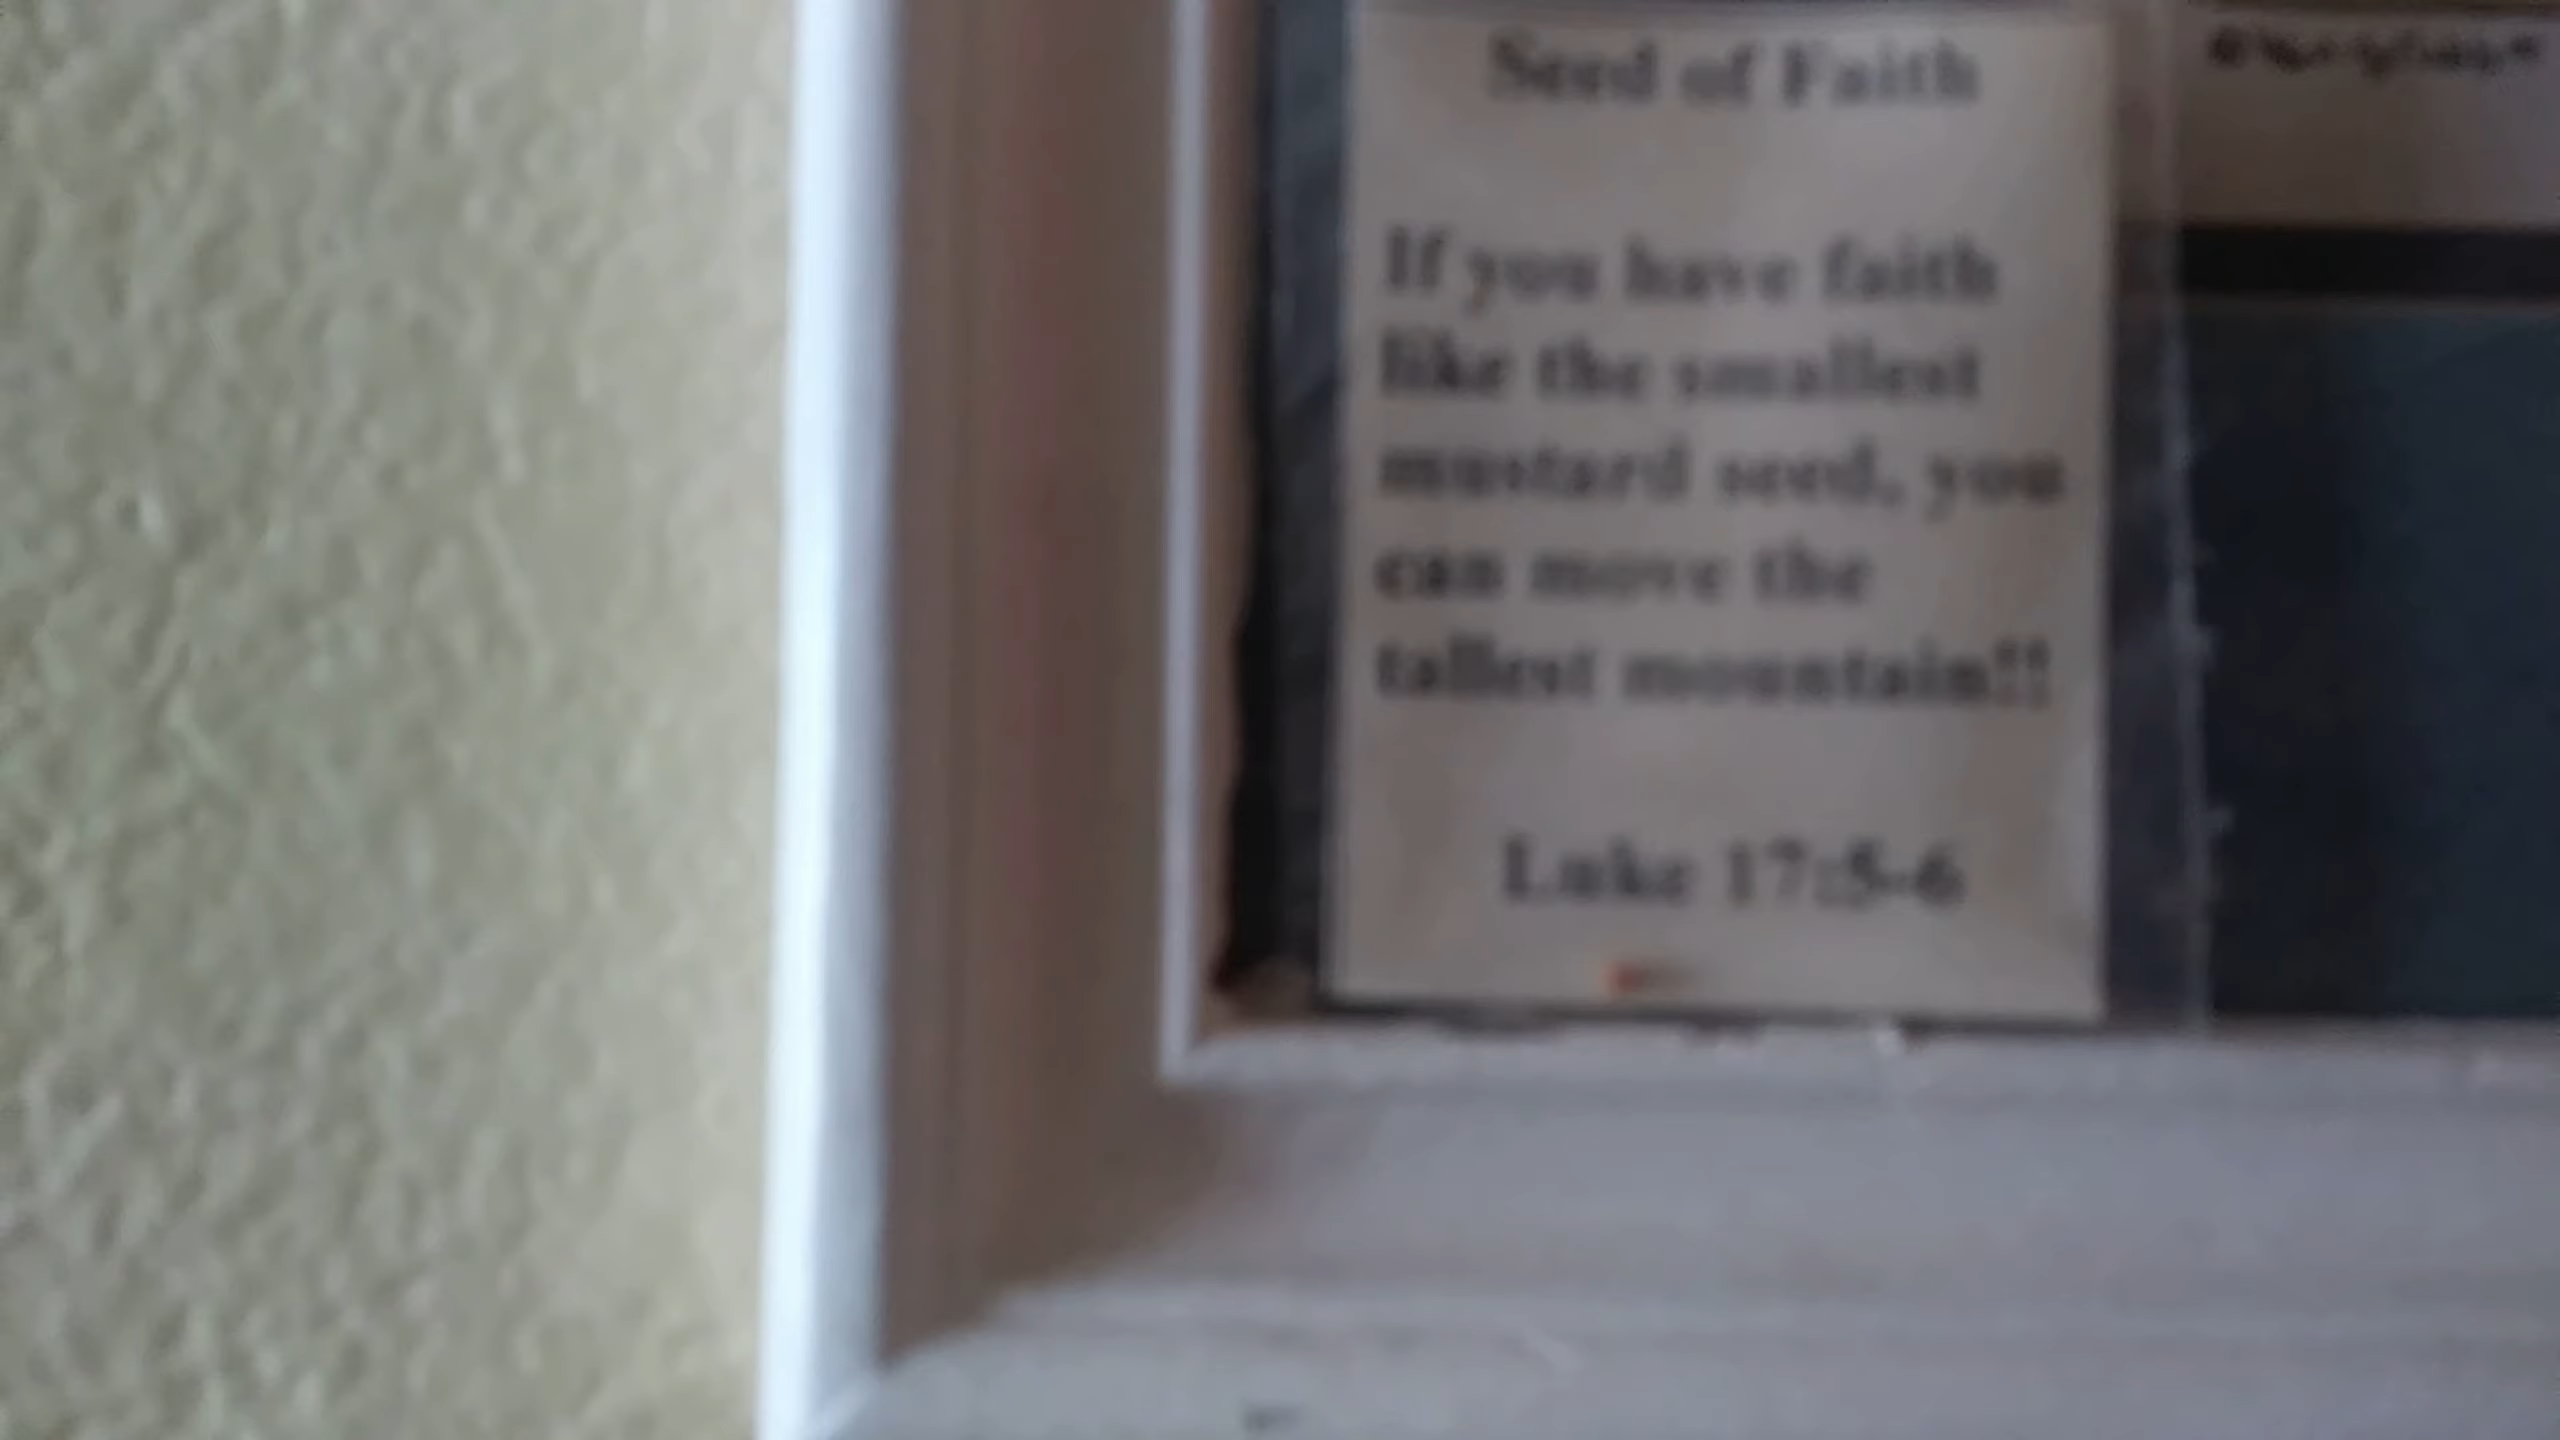 Seed of Faith
If you have faith
like the smallest
mustard seed, you
can move the
tallest mountain!!
Luke 17:5-6